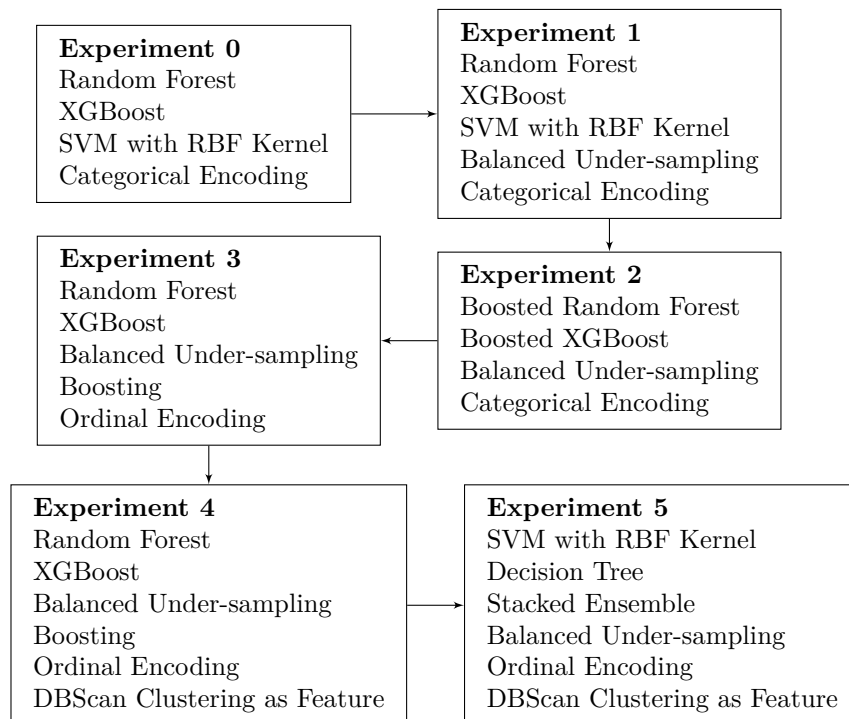 Experiment 0
Random Forest
XGBoost
SVM with RBF Kernel
Categorical Encoding
Experiment 1
Random Forest
XGBoost
SVM with RBF Kernel
Balanced Under-sampling
Categorical Encoding
Experiment 2
Boosted Random Forest
Boosted XGBoost
Balanced Under-sampling
Categorical Encoding
Experiment 3
Random Forest
XGBoost
Balanced Under-sampling
Boosting
Ordinal Encoding
Experiment 4
Random Forest
XGBoost
Balanced Under-sampling
Boosting
Ordinal Encoding
DBScan Clustering as Feature
Experiment 5
SVM with RBF Kernel
Decision Tree
Stacked Ensemble
Balanced Under-sampling
Ordinal Encoding
DBScan Clustering as Feature